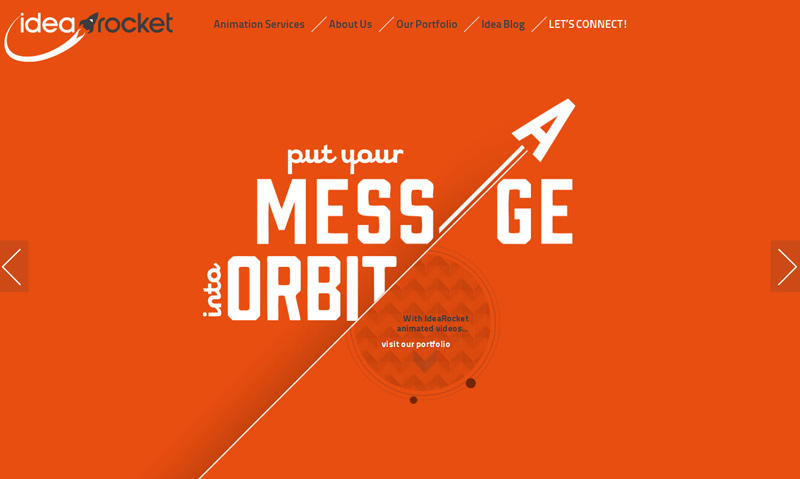 idea rocket
Animation Services
About Us
Our Portfolio
Idea Blog
LET'S CONNECT!
put your
MESSAGE
into ORBIT
With IdeaRocket
animated videos...
visit our portfolio